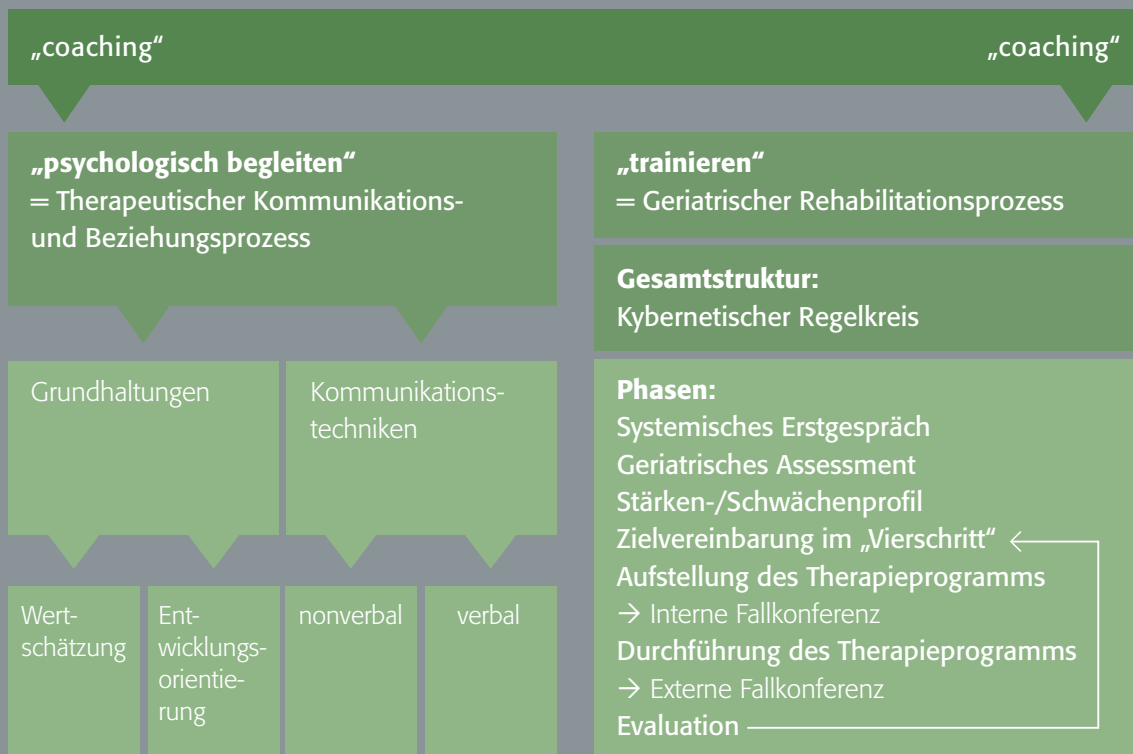 „coaching“
„coaching“
„psychologisch begleiten“
= Therapeutischer Kommunikations-
und Beziehungsprozess
Grundhaltungen
Kommunikations-
techniken
Wert-
schätzung
Ent-
wicklungs-
orientie-
rung
nonverbal
verbal
„trainieren“
= Geriatrischer Rehabilitationsprozess
Gesamtstruktur:
Kybernetischer Regelkreis
Phasen:
Systemisches Erstgespräch
Geriatrisches Assessment
Stärken-/Schwächenprofil
Zielvereinbarung im „Vierschritt“
Aufstellung des Therapieprogramms
→ Interne Fallkonferenz
Durchführung des Therapieprogramms
→ Externe Fallkonferenz
Evaluation